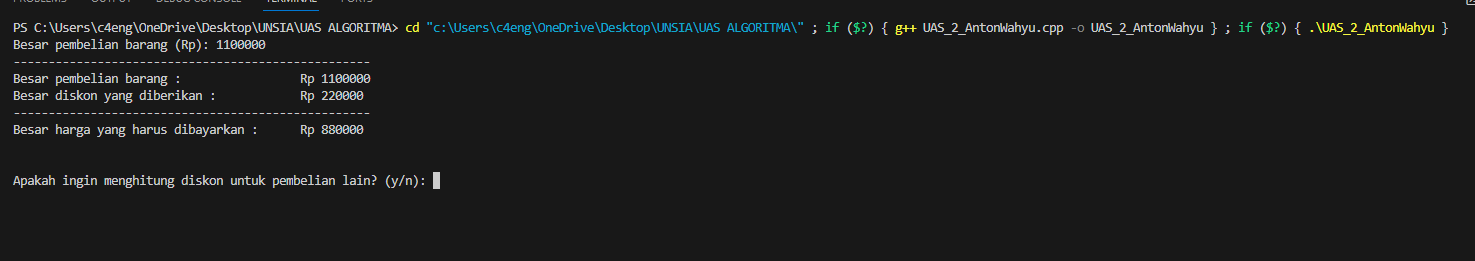 PROBLEMS OUTPUT DEBUG CONSOLE TERMINAL PORTS
PS C:\Users\c4eng\OneDrive\Desktop\UNSIA\UAS ALGORITMA> cd "c:\Users\c4eng\OneDrive\Desktop\UNSIA\UAS ALGORITMA\" ; if ($?) { g++ UAS_2_AntonWahyu.cpp -o UAS_2_AntonWahyu } ; if ($?) { .\UAS_2_AntonWahyu }
Besar pembelian barang (Rp): 1100000
---------------------------------------------------
Besar pembelian barang : Rp 1100000
Besar diskon yang diberikan : Rp 220000
---------------------------------------------------
Besar harga yang harus dibayarkan : Rp 880000
Apakah ingin menghitung diskon untuk pembelian lain? (y/n):